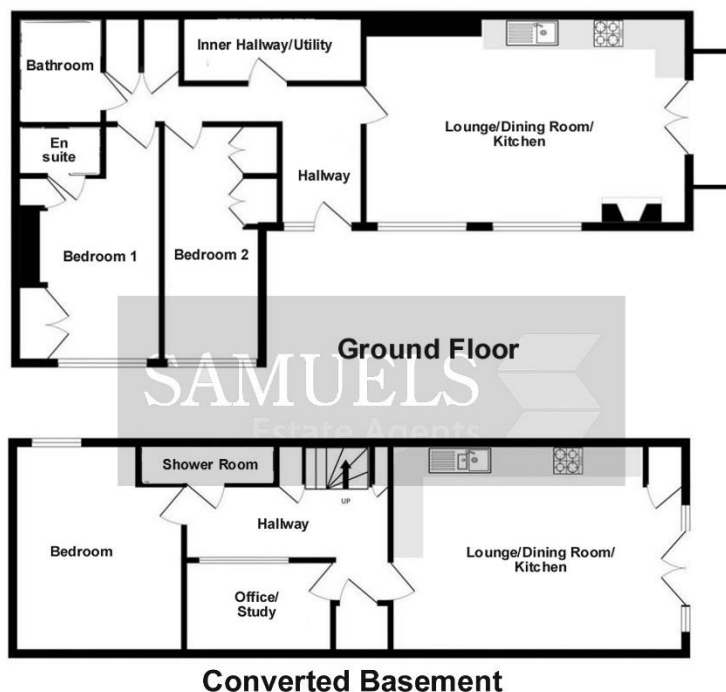 Inner Hallway/Utility
Bathroom
Lounge/Dining Room/
Kitchen
En
suite
Hallway
Bedroom 1
Bedroom 2
Ground Floor
SAMUELS
Estate Agents
Shower Room
UP
Hallway
Bedroom
Lounge/Dining Room/
Kitchen
Office/
Study
Converted Basement